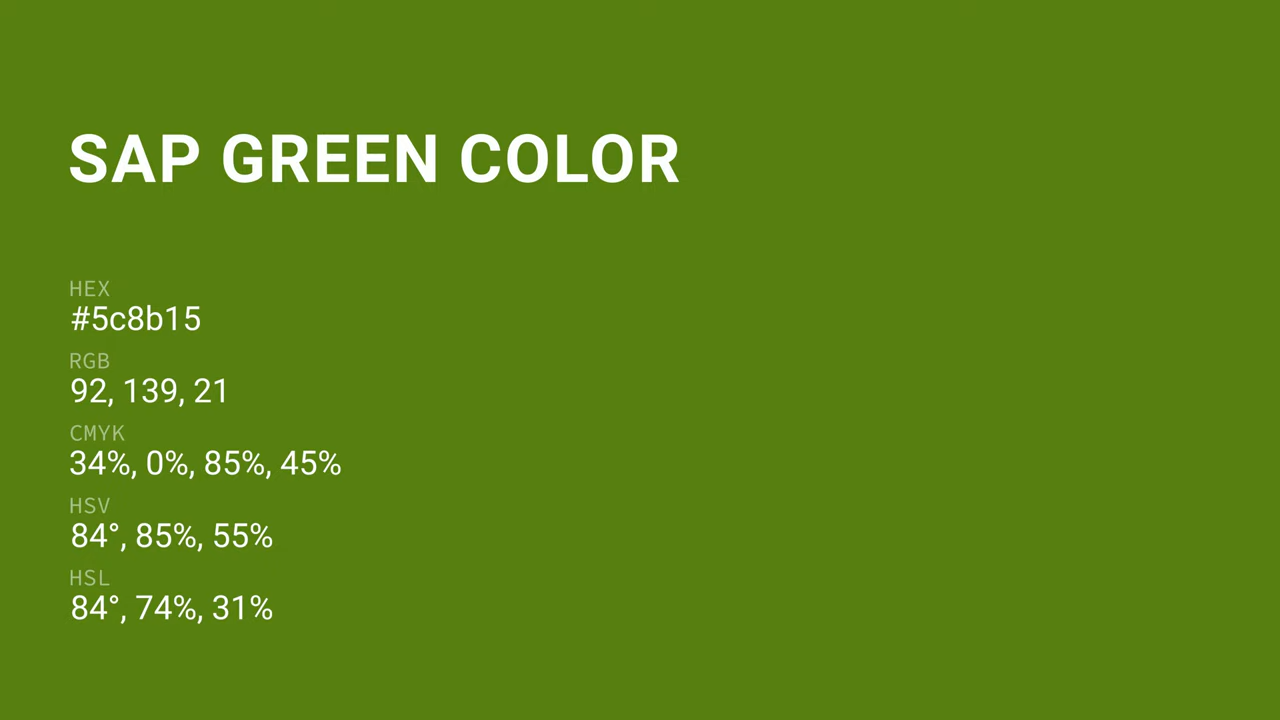 SAP GREEN COLOR
HEX
#5c8b15
RGB
92, 139, 21
CMYK
34%, 0%, 85%, 45%
HSV
84°, 85%, 55%
HSL
84°, 74%, 31%